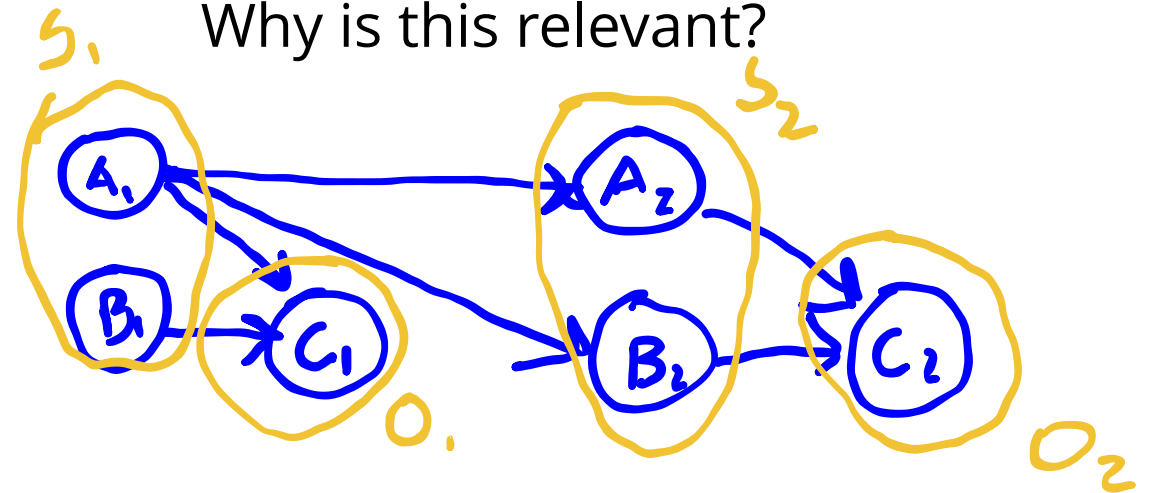 Why is this relevant?
S₁
S₂
A₁
A₂
B₁
C₁
B₂
C₂
O₁
O₂